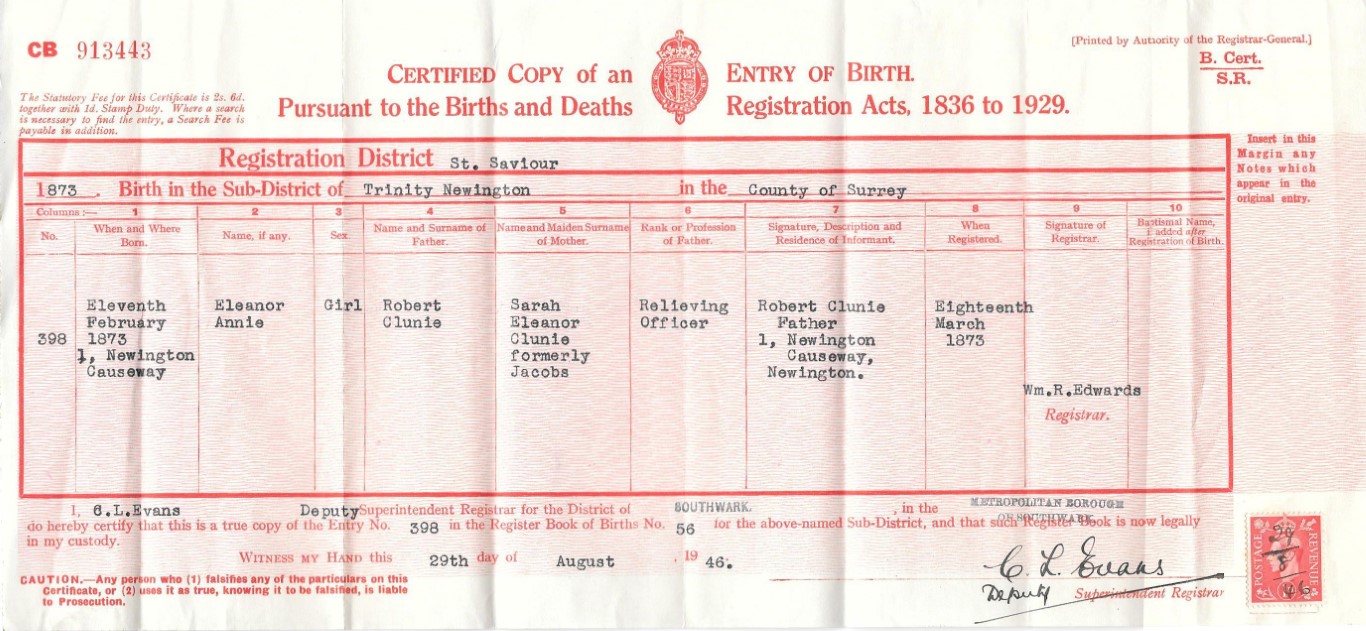 CB 913443
[Printed by Authority of the Registrar-General.]
B. Cert.
S.R.
The Statutory Fee for this Certificate is 2s. 6d.
together with 1d. Stamp Duty. Where a search
is necessary to find the entry, a Search Fee is
payable in addition.
CERTIFIED COPY of an ENTRY OF BIRTH.
Pursuant to the Births and Deaths Registration Acts, 1836 to 1929.
Insert in this
Margin any
Notes which
appear in the
original entry.
Registration District St. Saviour
1873. Birth in the Sub-District of Trinity Newington in the County of Surrey
Columns :— 1 2 3 4 5 6 7 8 9 10
No.
When and Where
Born.
Name, if any.
Sex.
Name and Surname of
Father.
Name and Maiden Surname
of Mother.
Rank or Profession
of Father.
Signature, Description and
Residence of Informant.
When
Registered.
Signature of
Registrar.
Baptismal Name,
if added after
Registration of Birth.
398
Eleventh
February
1873
1, Newington
Causeway
Eleanor
Annie
Girl
Robert
Clunie
Sarah
Eleanor
Clunie
formerly
Jacobs
Relieving
Officer
Robert Clunie
Father
1, Newington
Causeway,
Newington.
Eighteenth
March
1873
Wm.R.Edwards
Registrar.
I, C.L.Evans Deputy Superintendent Registrar for the District of SOUTHWARK. , in the METROPOLITAN BOROUGH
OF SOUTHWARK
do hereby certify that this is a true copy of the Entry No. 398 in the Register Book of Births No. 56 for the above-named Sub-District, and that such Register Book is now legally
in my custody.
WITNESS MY HAND this 29th day of August , 19 46.
C. L. Evans
Deputy Superintendent Registrar
CAUTION.—Any person who (1) falsifies any of the particulars on this
Certificate, or (2) uses it as true, knowing it to be falsified, is liable
to Prosecution.
POSTAGE
REVENUE
29
8
46